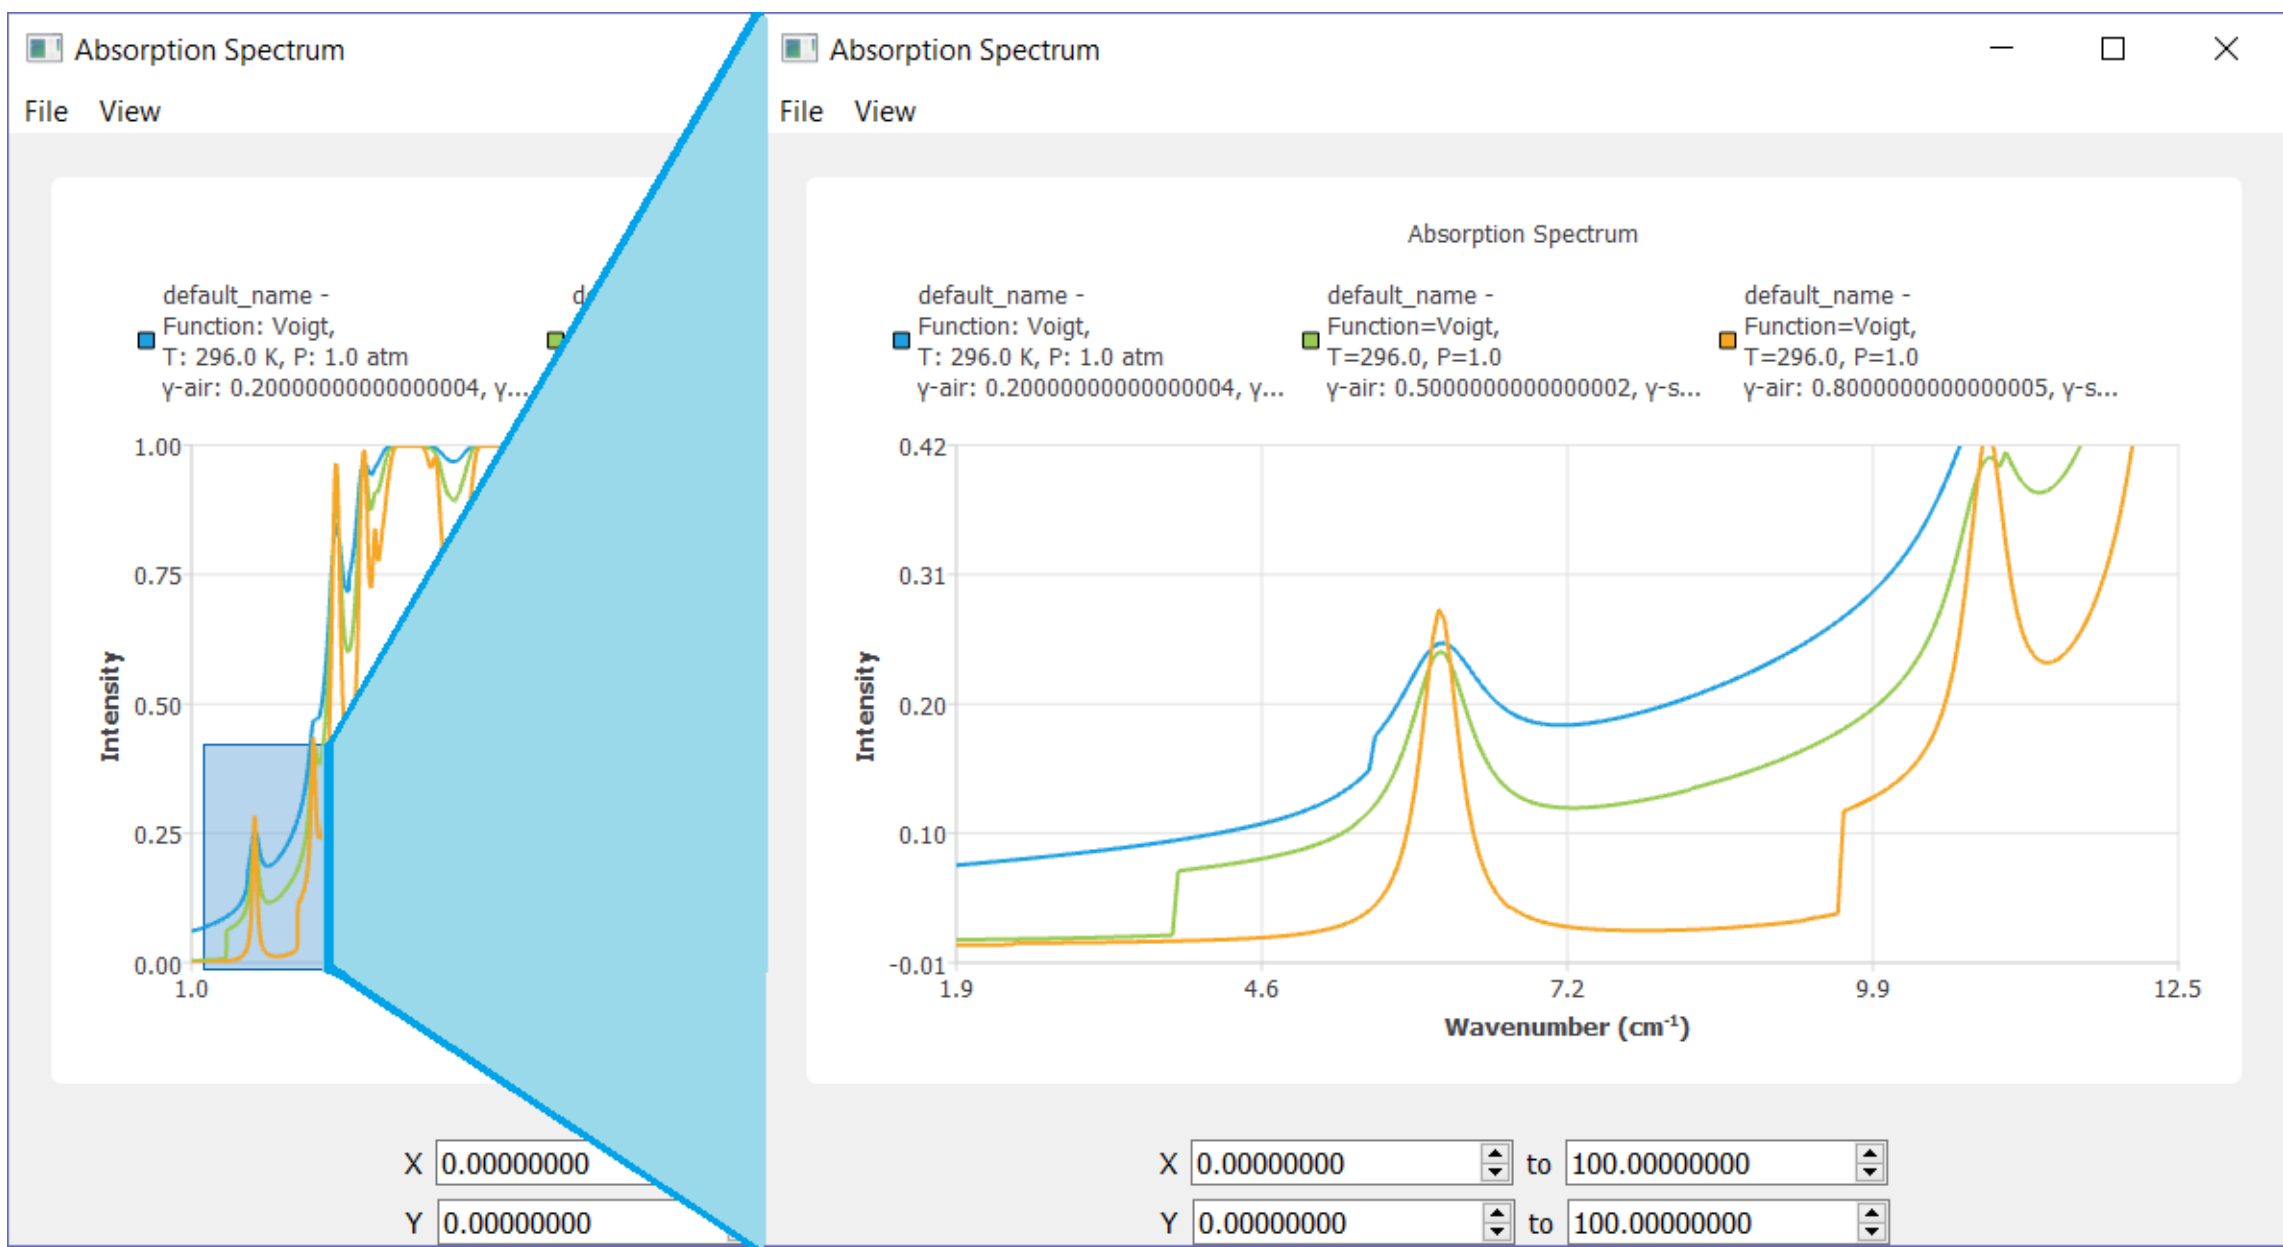 Absorption Spectrum
File View
default_name -
Function: Voigt,
T: 296.0 K, P: 1.0 atm
γ-air: 0.20000000000000004, γ...
1.00
0.75
0.50
0.25
0.00
1.0
Intensity
X 0.00000000
Y 0.00000000
Absorption Spectrum
File View
Absorption Spectrum
default_name -
Function: Voigt,
T: 296.0 K, P: 1.0 atm
γ-air: 0.20000000000000004, γ...
default_name -
Function=Voigt,
T=296.0, P=1.0
γ-air: 0.5000000000000002, γ-s...
default_name -
Function=Voigt,
T=296.0, P=1.0
γ-air: 0.8000000000000005, γ-s...
0.42
0.31
0.20
0.10
-0.01
Intensity
1.9 4.6 7.2 9.9 12.5
Wavenumber (cm⁻¹)
X 0.00000000 to 100.00000000
Y 0.00000000 to 100.00000000